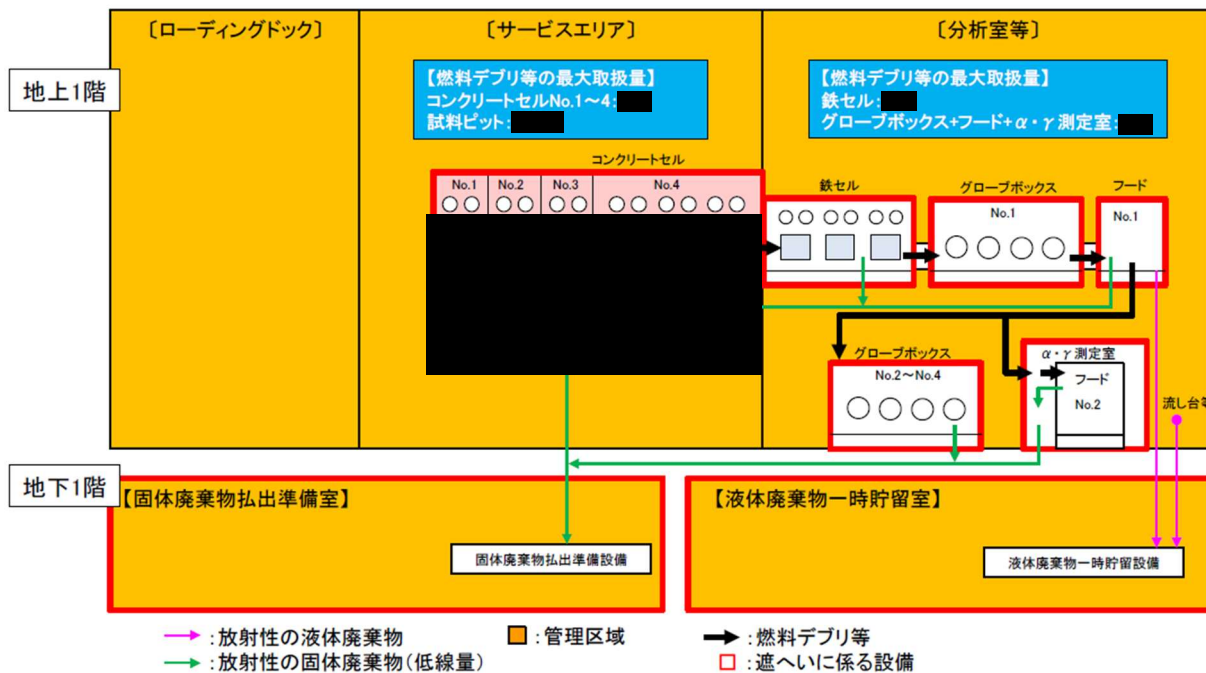 〔ローディングドック〕
〔サービスエリア〕
〔分析室等〕
地上1階
【燃料デブリ等の最大取扱量】
コンクリートセルNo.1～4:
試料ピット:
【燃料デブリ等の最大取扱量】
鉄セル:
グローブボックス+フード+α・γ測定室:
コンクリートセル
No.1
No.2
No.3
No.4
鉄セル
グローブボックス
No.1
フード
No.1
グローブボックス
No.2～No.4
α・γ測定室
フード
No.2
流し台等
地下1階
【固体廃棄物払出準備室】
【液体廃棄物一時貯留室】
固体廃棄物払出準備設備
液体廃棄物一時貯留設備
:放射性の液体廃棄物
:管理区域
:燃料デブリ等
:放射性の固体廃棄物(低線量)
:遮へいに係る設備